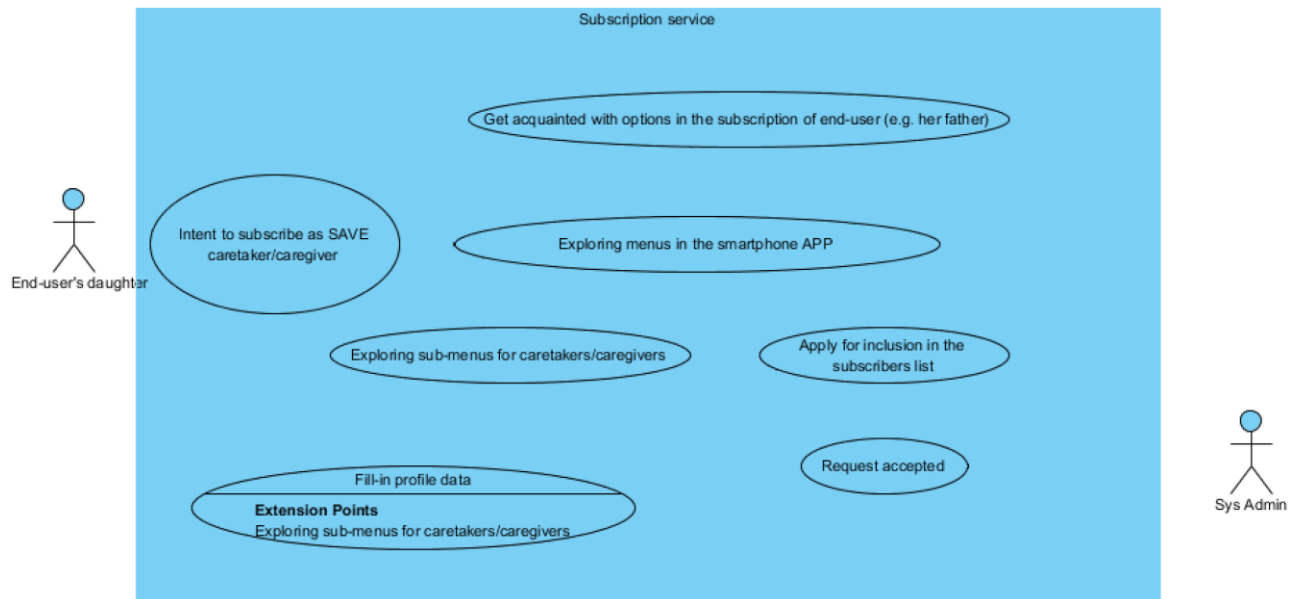 Subscription service
Get acquainted with options in the subscription of end-user (e.g. her father)
Intent to subscribe as SAVE
caretaker/caregiver
Exploring menus in the smartphone APP
End-user's daughter
Exploring sub-menus for caretakers/caregivers
Apply for inclusion in the
subscribers list
Request accepted
Fill-in profile data
Extension Points
Exploring sub-menus for caretakers/caregivers
Sys Admin